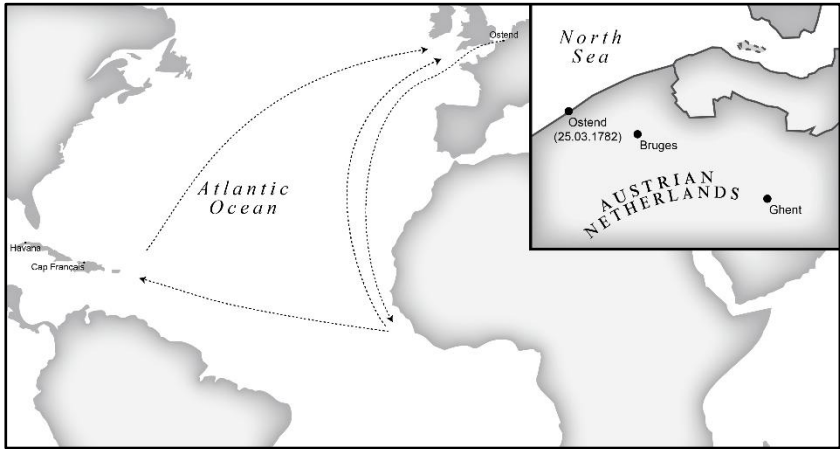 Ostend
Atlantic
Ocean
Havana
Cap Français
North
Sea
Ostend
(25.03.1782)
Bruges
AUSTRIAN
NETHERLANDS
Ghent